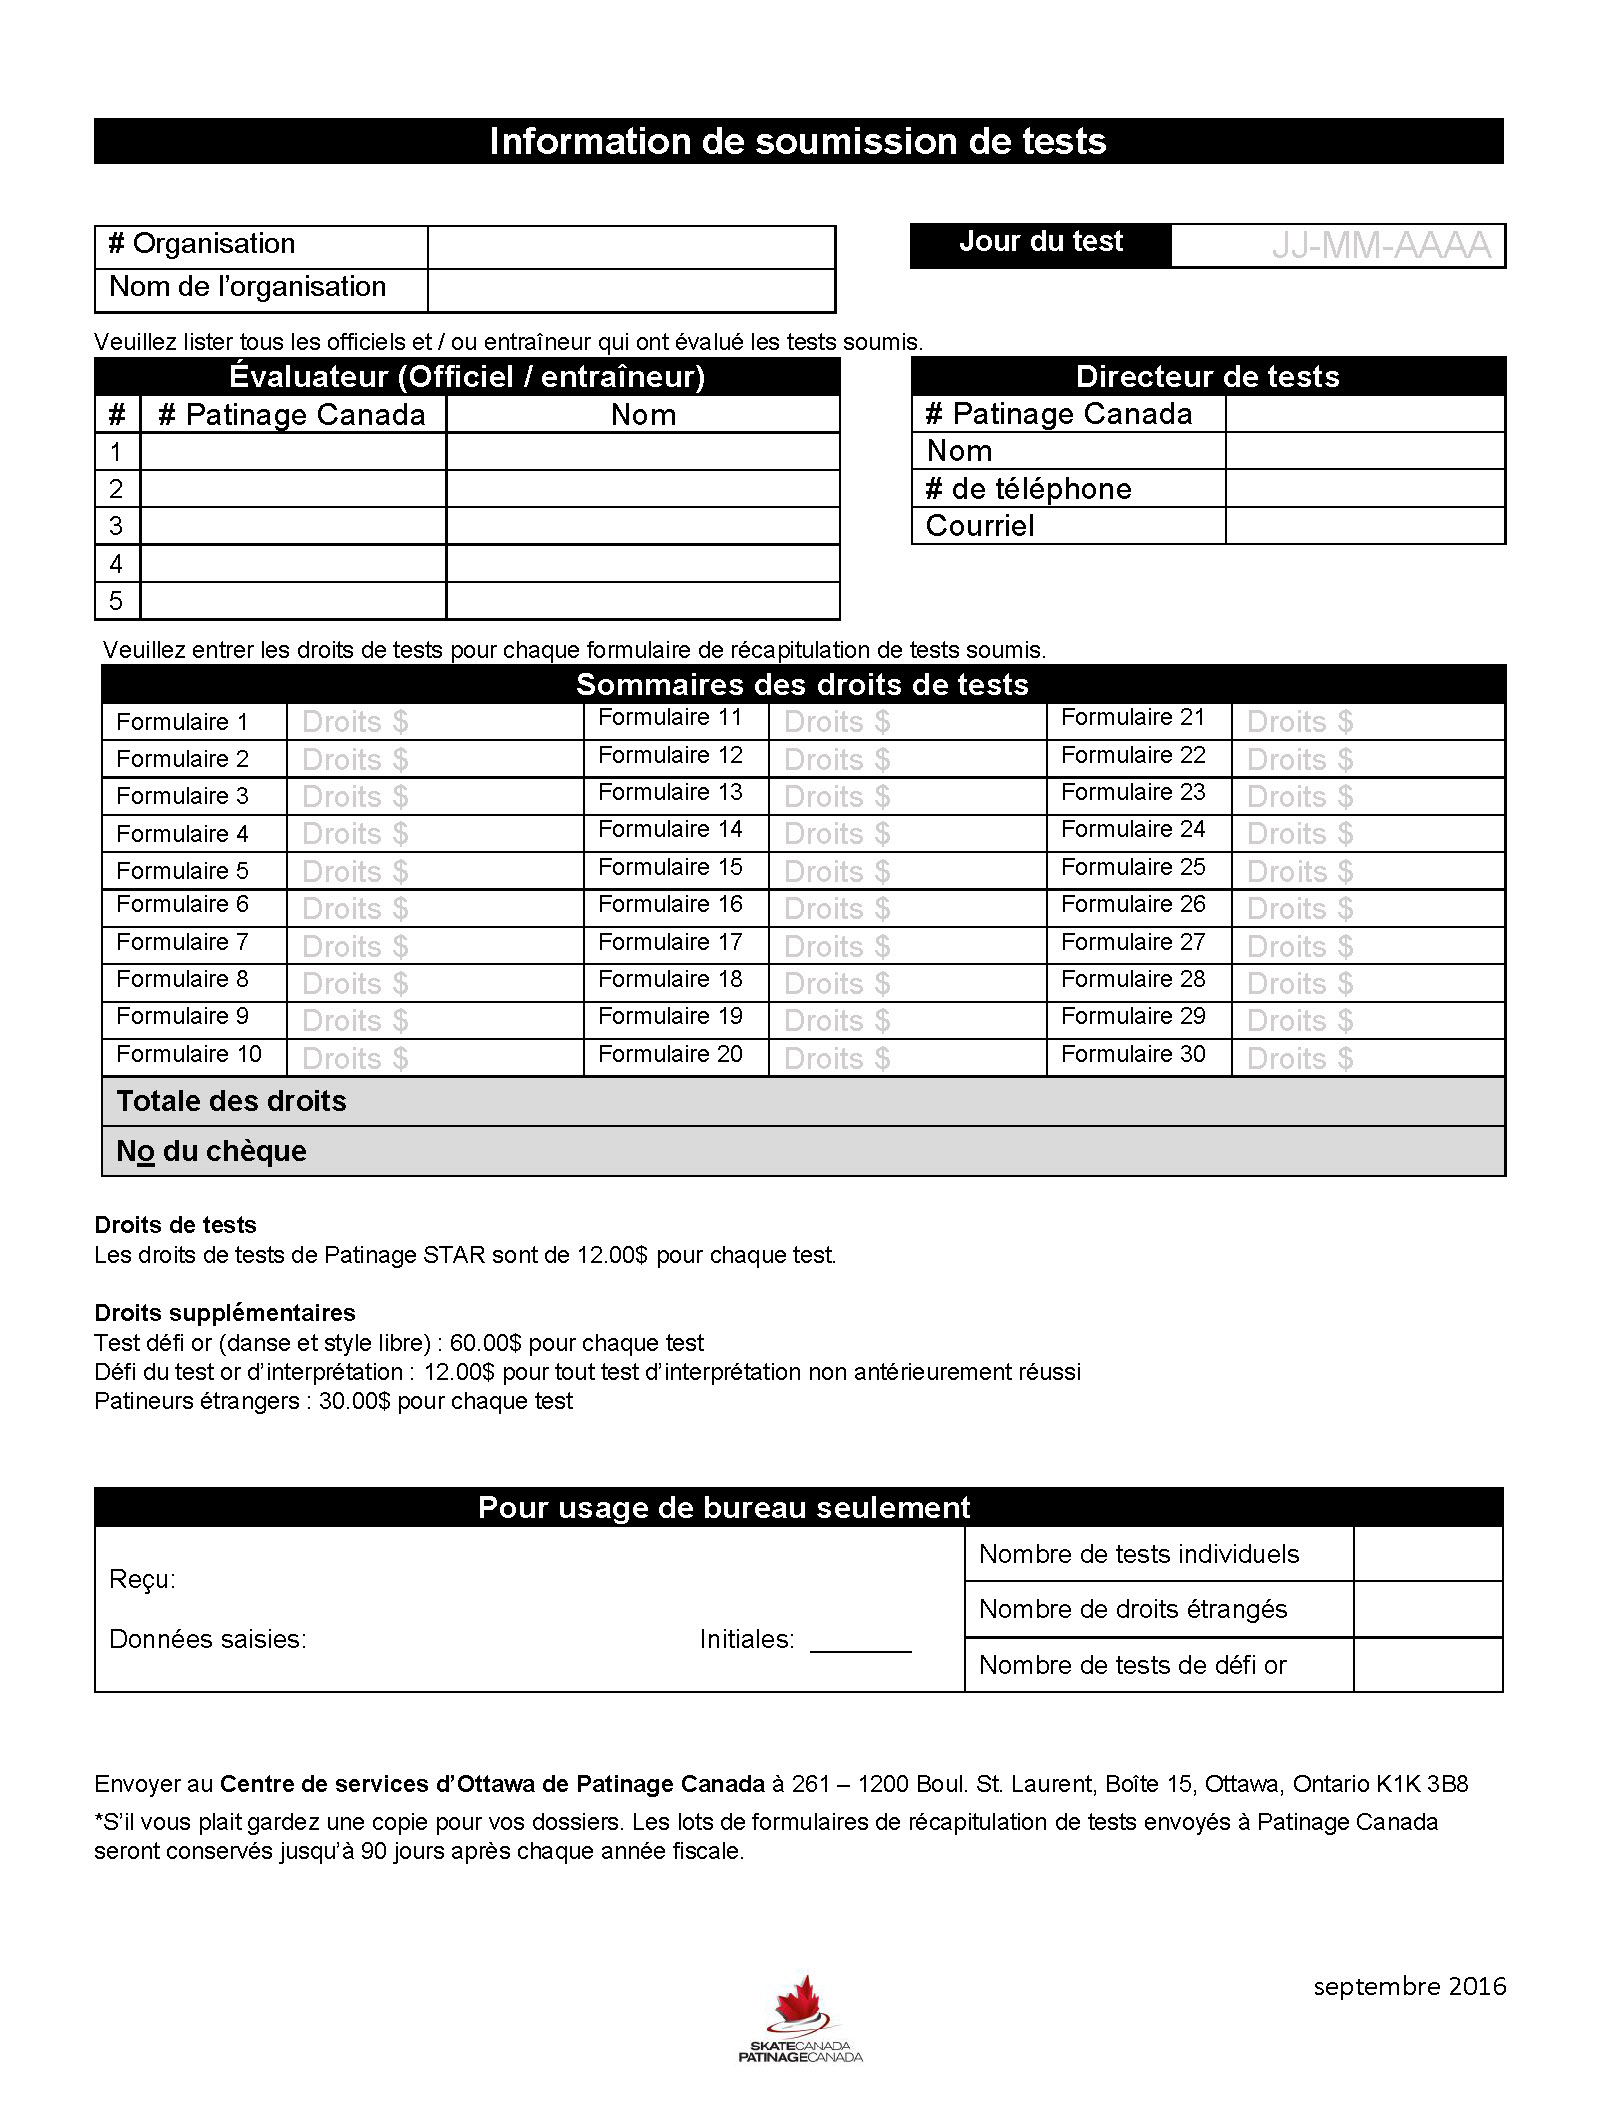 Information de soumission de tests
# Organisation
Nom de l’organisation
Jour du test JJ-MM-AAAA
Veuillez lister tous les officiels et / ou entraîneur qui ont évalué les tests soumis.
Évaluateur (Officiel / entraîneur)
# # Patinage Canada Nom
1
2
3
4
5
Directeur de tests
# Patinage Canada
Nom
# de téléphone
Courriel
Veuillez entrer les droits de tests pour chaque formulaire de récapitulation de tests soumis.
Sommaires des droits de tests
Formulaire 1 Droits $ Formulaire 11 Droits $ Formulaire 21 Droits $
Formulaire 2 Droits $ Formulaire 12 Droits $ Formulaire 22 Droits $
Formulaire 3 Droits $ Formulaire 13 Droits $ Formulaire 23 Droits $
Formulaire 4 Droits $ Formulaire 14 Droits $ Formulaire 24 Droits $
Formulaire 5 Droits $ Formulaire 15 Droits $ Formulaire 25 Droits $
Formulaire 6 Droits $ Formulaire 16 Droits $ Formulaire 26 Droits $
Formulaire 7 Droits $ Formulaire 17 Droits $ Formulaire 27 Droits $
Formulaire 8 Droits $ Formulaire 18 Droits $ Formulaire 28 Droits $
Formulaire 9 Droits $ Formulaire 19 Droits $ Formulaire 29 Droits $
Formulaire 10 Droits $ Formulaire 20 Droits $ Formulaire 30 Droits $
Totale des droits
No du chèque
Droits de tests
Les droits de tests de Patinage STAR sont de 12.00$ pour chaque test.
Droits supplémentaires
Test défi or (danse et style libre) : 60.00$ pour chaque test
Défi du test or d’interprétation : 12.00$ pour tout test d’interprétation non antérieurement réussi
Patineurs étrangers : 30.00$ pour chaque test
Pour usage de bureau seulement
Reçu:
Données saisies: Initiales: _______
Nombre de tests individuels
Nombre de droits étrangés
Nombre de tests de défi or
Envoyer au Centre de services d’Ottawa de Patinage Canada à 261 – 1200 Boul. St. Laurent, Boîte 15, Ottawa, Ontario K1K 3B8
*S’il vous plait gardez une copie pour vos dossiers. Les lots de formulaires de récapitulation de tests envoyés à Patinage Canada
seront conservés jusqu’à 90 jours après chaque année fiscale.
septembre 2016
SKATECANADA
PATINAGECANADA